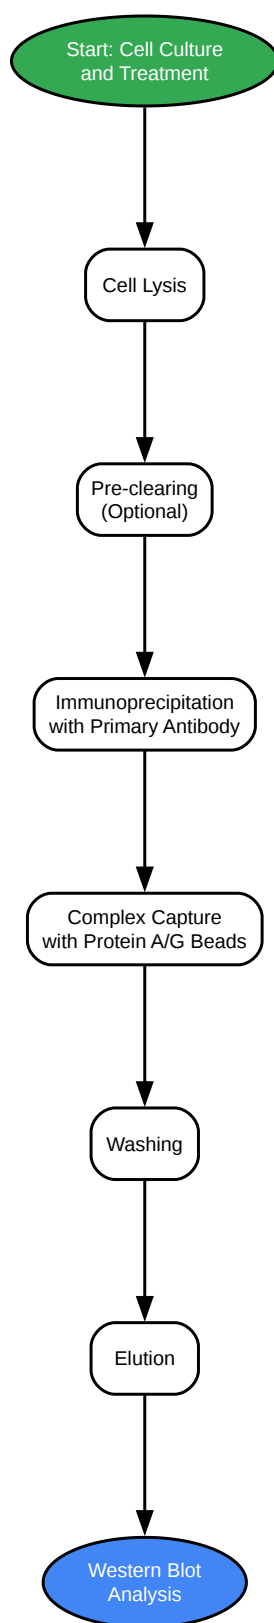 Start: Cell Culture
and Treatment
Cell Lysis
Pre-clearing
(Optional)
Immunoprecipitation
with Primary Antibody
Complex Capture
with Protein A/G Beads
Washing
Elution
Western Blot
Analysis